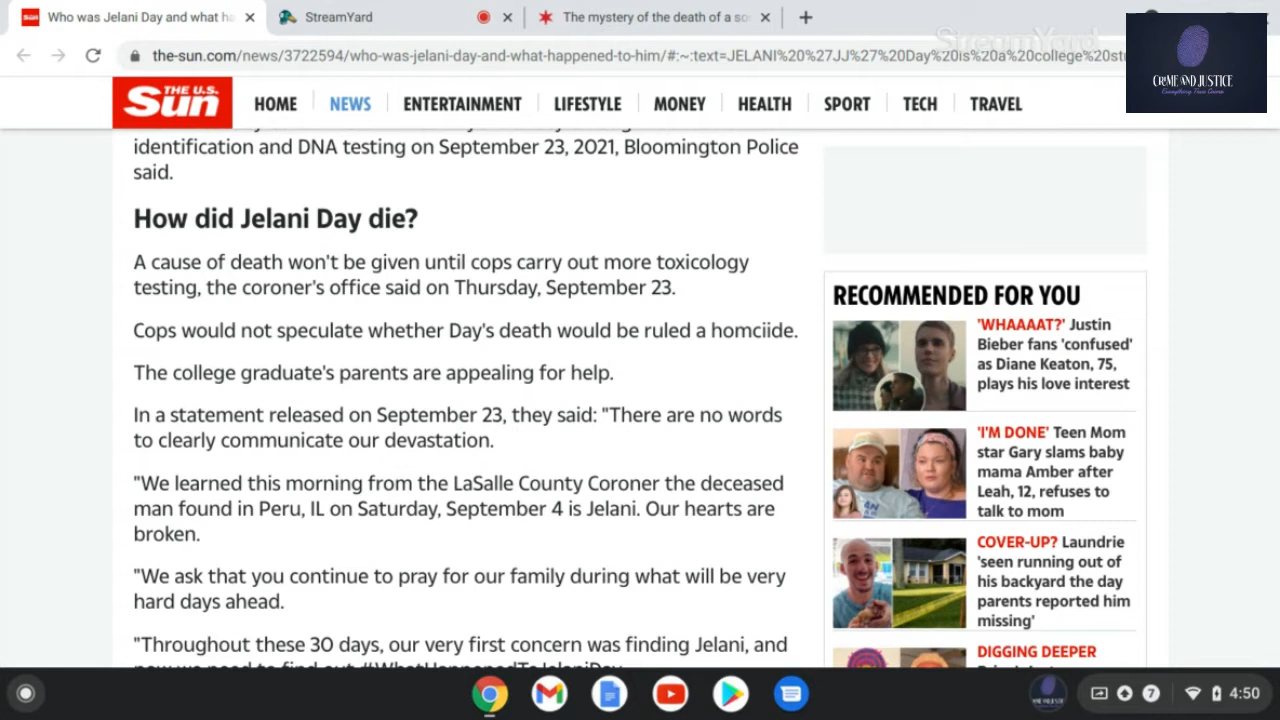 Who was Jelani Day and what ha
StreamYard
The mystery of the death of a so
the-sun.com/news/3722594/who-was-jelani-day-and-what-happened-to-him/#:~:text=JELANI%20%27JJ%27%20Day%20is%20a%20college%20stu
StreamYard
CRIME AND JUSTICE
Everything True Crime
THE U.S.
Sun
HOME
NEWS
ENTERTAINMENT
LIFESTYLE
MONEY
HEALTH
SPORT
TECH
TRAVEL
identification and DNA testing on September 23, 2021, Bloomington Police
said.
How did Jelani Day die?
A cause of death won't be given until cops carry out more toxicology
testing, the coroner's office said on Thursday, September 23.
Cops would not speculate whether Day's death would be ruled a homciide.
The college graduate's parents are appealing for help.
In a statement released on September 23, they said: "There are no words
to clearly communicate our devastation.
"We learned this morning from the LaSalle County Coroner the deceased
man found in Peru, IL on Saturday, September 4 is Jelani. Our hearts are
broken.
"We ask that you continue to pray for our family during what will be very
hard days ahead.
"Throughout these 30 days, our very first concern was finding Jelani, and
now we need to find out #WhatHappenedToJelaniDay
RECOMMENDED FOR YOU
'WHAAAAT?' Justin
Bieber fans 'confused'
as Diane Keaton, 75,
plays his love interest
'I'M DONE' Teen Mom
star Gary slams baby
mama Amber after
Leah, 12, refuses to
talk to mom
COVER-UP? Laundrie
'seen running out of
his backyard the day
parents reported him
missing'
DIGGING DEEPER
7
4:50